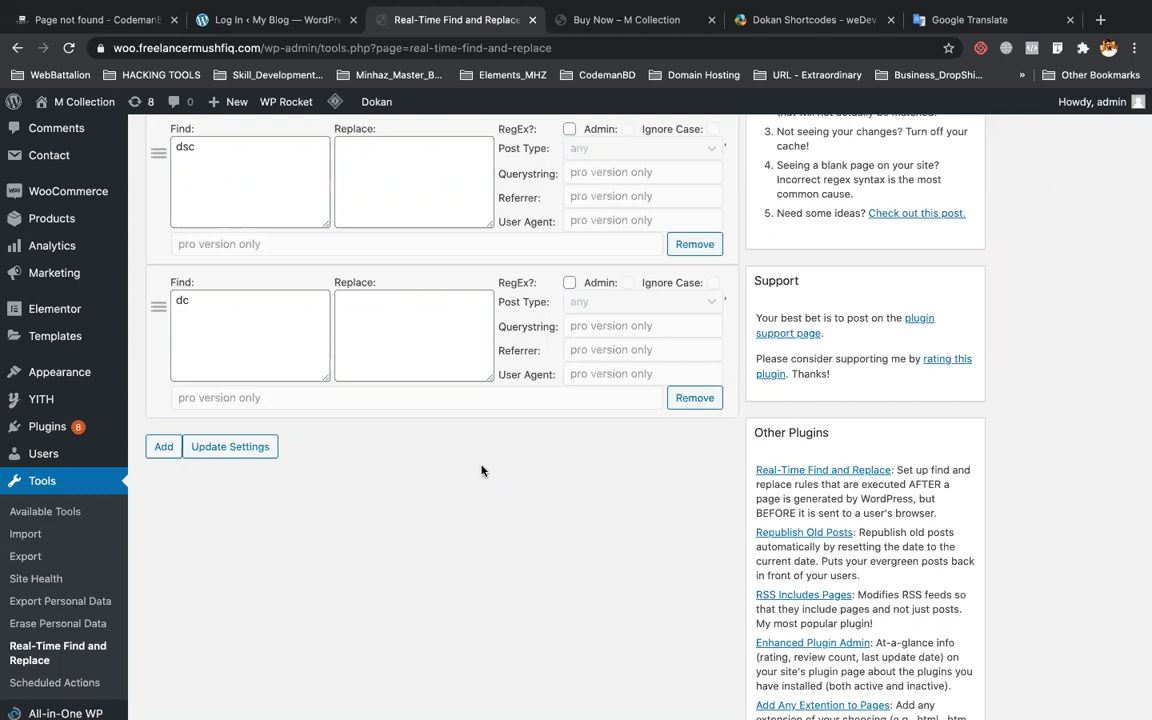 Page not found - CodemanB
Log In ‹ My Blog — WordPr
Real-Time Find and Replace
Buy Now – M Collection
Dokan Shortcodes - weDev
Google Translate
woo.freelancermushfiq.com/wp-admin/tools.php?page=real-time-find-and-replace
WebBattalion
HACKING TOOLS
Skill_Development...
Minhaz_Master_B...
Elements_MHZ
CodemanBD
Domain Hosting
URL - Extraordinary
Business_DropShi...
»
Other Bookmarks
M Collection
8
0
New
WP Rocket
Dokan
Howdy, admin
Comments
Contact
WooCommerce
Products
Analytics
Marketing
Elementor
Templates
Appearance
YITH
Plugins 8
Users
Tools
Available Tools
Import
Export
Site Health
Export Personal Data
Erase Personal Data
Real-Time Find and
Replace
Scheduled Actions
All-in-One WP
Find:
Replace:
RegEx?:
Admin:
Ignore Case:
dsc
Post Type:
any
Querystring:
pro version only
Referrer:
pro version only
User Agent:
pro version only
pro version only
Remove
Find:
Replace:
RegEx?:
Admin:
Ignore Case:
dc
Post Type:
any
Querystring:
pro version only
Referrer:
pro version only
User Agent:
pro version only
pro version only
Remove
Add
Update Settings
3. Not seeing your changes? Turn off your
cache!
4. Seeing a blank page on your site?
Incorrect regex syntax is the most
common cause.
5. Need some ideas? Check out this post.
Support
Your best bet is to post on the plugin
support page.
Please consider supporting me by rating this
plugin. Thanks!
Other Plugins
Real-Time Find and Replace: Set up find and
replace rules that are executed AFTER a
page is generated by WordPress, but
BEFORE it is sent to a user's browser.
Republish Old Posts: Republish old posts
automatically by resetting the date to the
current date. Puts your evergreen posts back
in front of your users.
RSS Includes Pages: Modifies RSS feeds so
that they include pages and not just posts.
My most popular plugin!
Enhanced Plugin Admin: At-a-glance info
(rating, review count, last update date) on
your site's plugin page about the plugins you
have installed (both active and inactive).
Add Any Extention to Pages: Add any